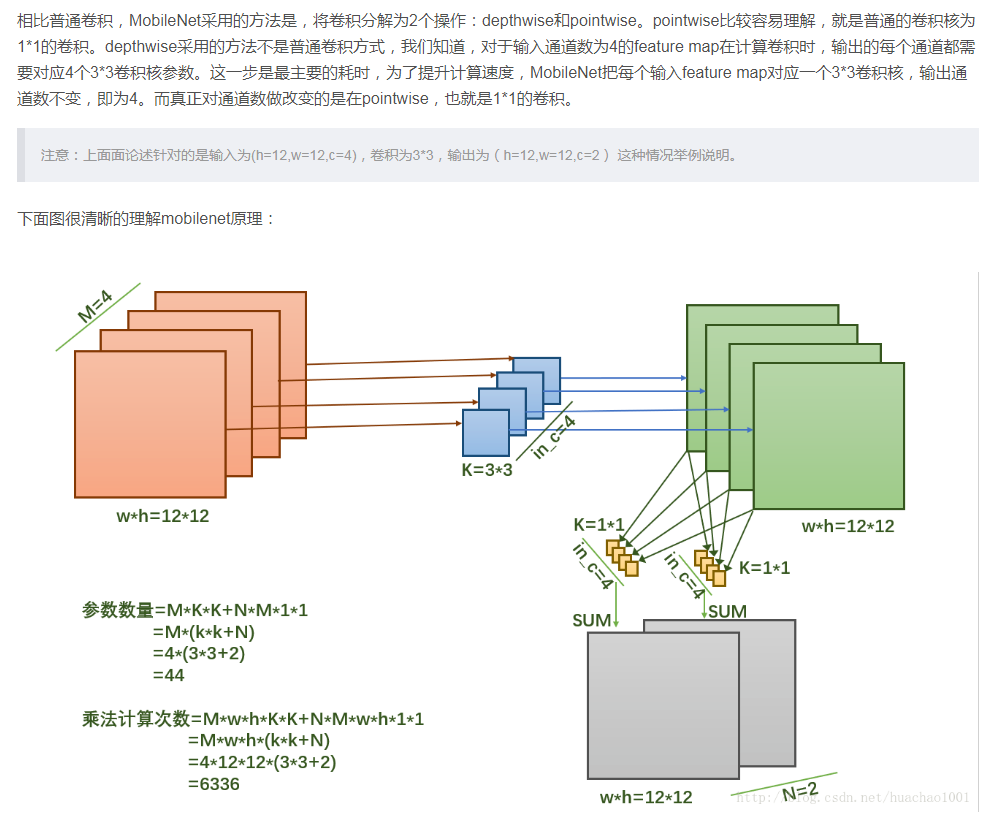 相比普通卷积，MobileNet采用的方法是，将卷积分解为2个操作：depthwise和pointwise。pointwise比较容易理解，就是普通的卷积核为
1*1的卷积。depthwise采用的方法不是普通卷积方式，我们知道，对于输入通道数为4的feature map在计算卷积时，输出的每个通道都需
要对应4个3*3卷积核参数。这一步是最主要的耗时，为了提升计算速度，MobileNet把每个输入feature map对应一个3*3卷积核，输出通
道数不变，即为4。而真正对通道数做改变的是在pointwise，也就是1*1的卷积。
注意：上面面论述针对的是输入为(h=12,w=12,c=4)，卷积为3*3，输出为（h=12,w=12,c=2） 这种情况举例说明。
下面图很清晰的理解mobilenet原理：
M=4
in_c=4
K=3*3
w*h=12*12
w*h=12*12
K=1*1
in_c=4
in_c=4
K=1*1
SUM
SUM
参数数量=M*K*K+N*M*1*1
=M*(k*k+N)
=4*(3*3+2)
=44
乘法计算次数=M*w*h*K*K+N*M*w*h*1*1
=M*w*h*(k*k+N)
=4*12*12*(3*3+2)
=6336
w*h=12*12
N=2
http://blog.csdn.net/huachao1001